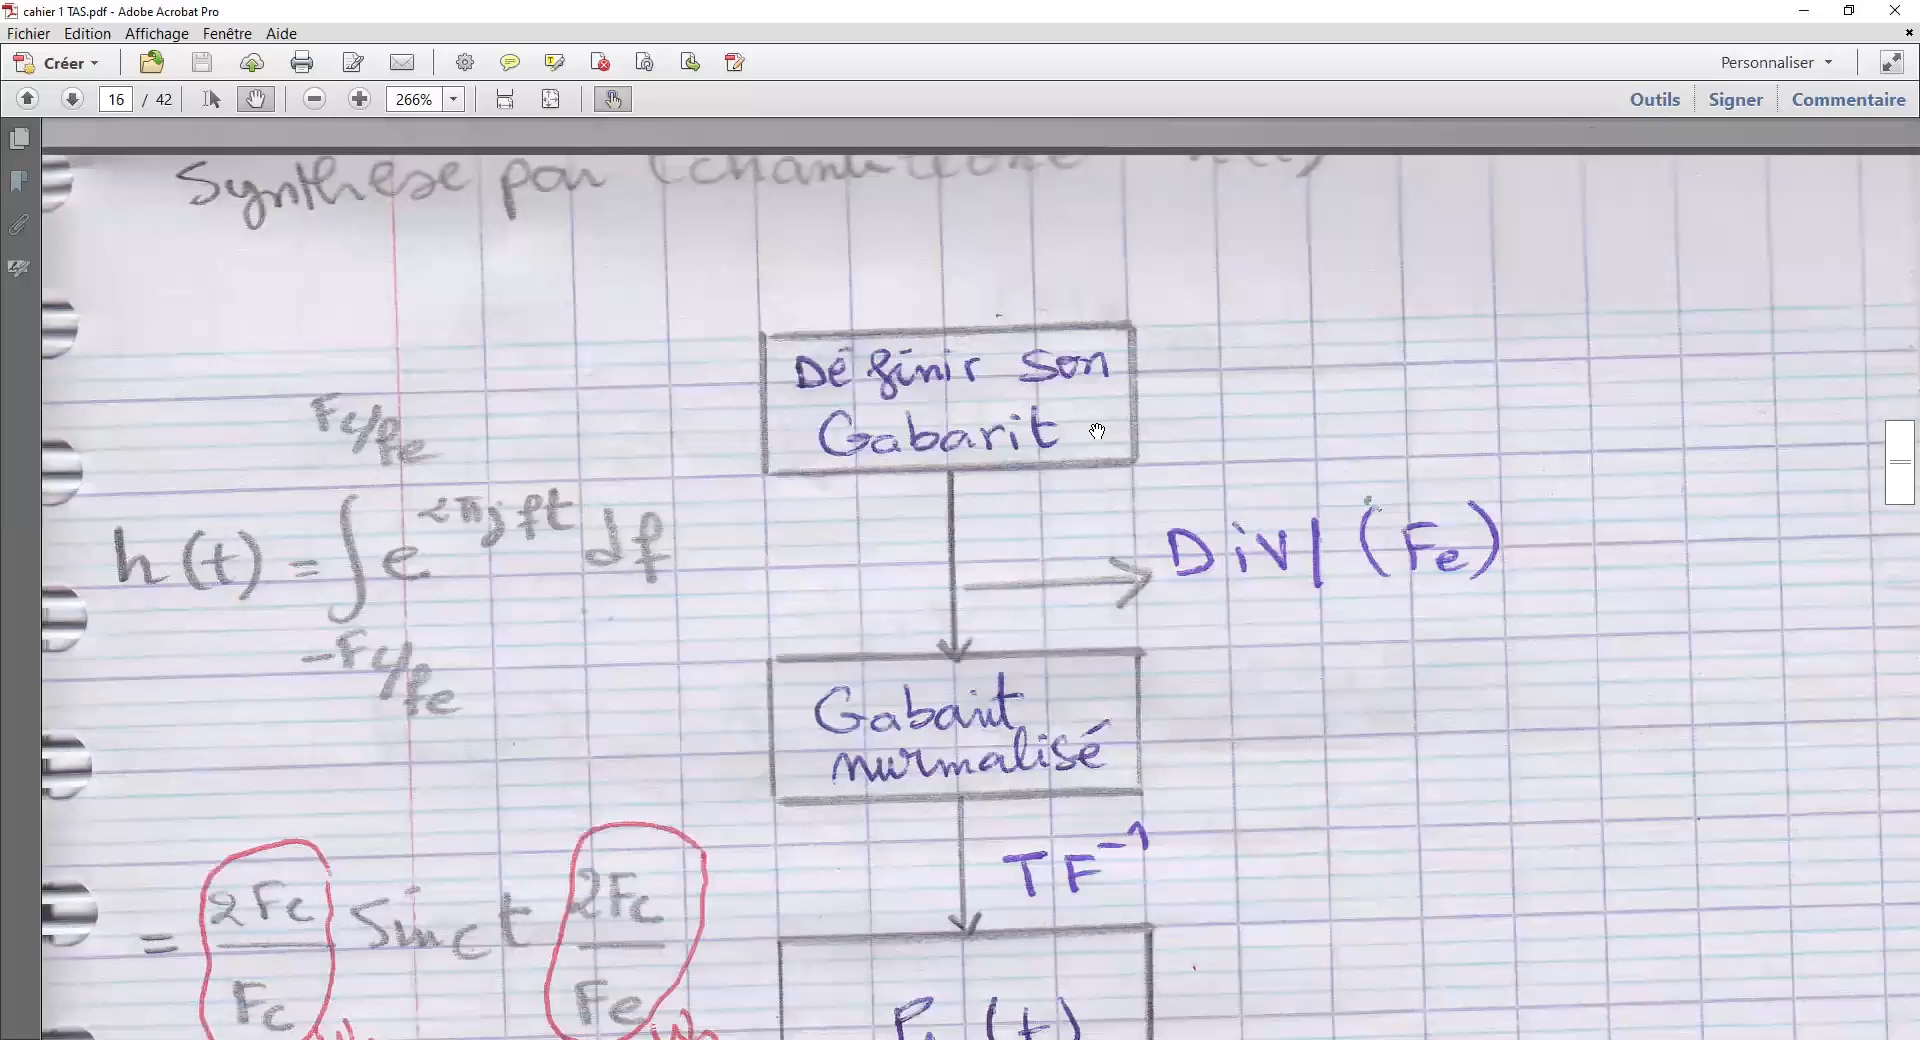 cahier 1 TAS.pdf - Adobe Acrobat Pro
Fichier Edition Affichage Fenêtre Aide
Créer
Personnaliser
16 / 42
266%
Outils Signer Commentaire
Synthèse par
Définir son
Gabarit
Fc/fe
h(t) = ∫ e^2πjft df
-Fc/fe
Div/ (Fe)
Gabarit
normalisé
TF^-1
= 2Fc/Fc Sinc t 2Fc/Fe
(t)